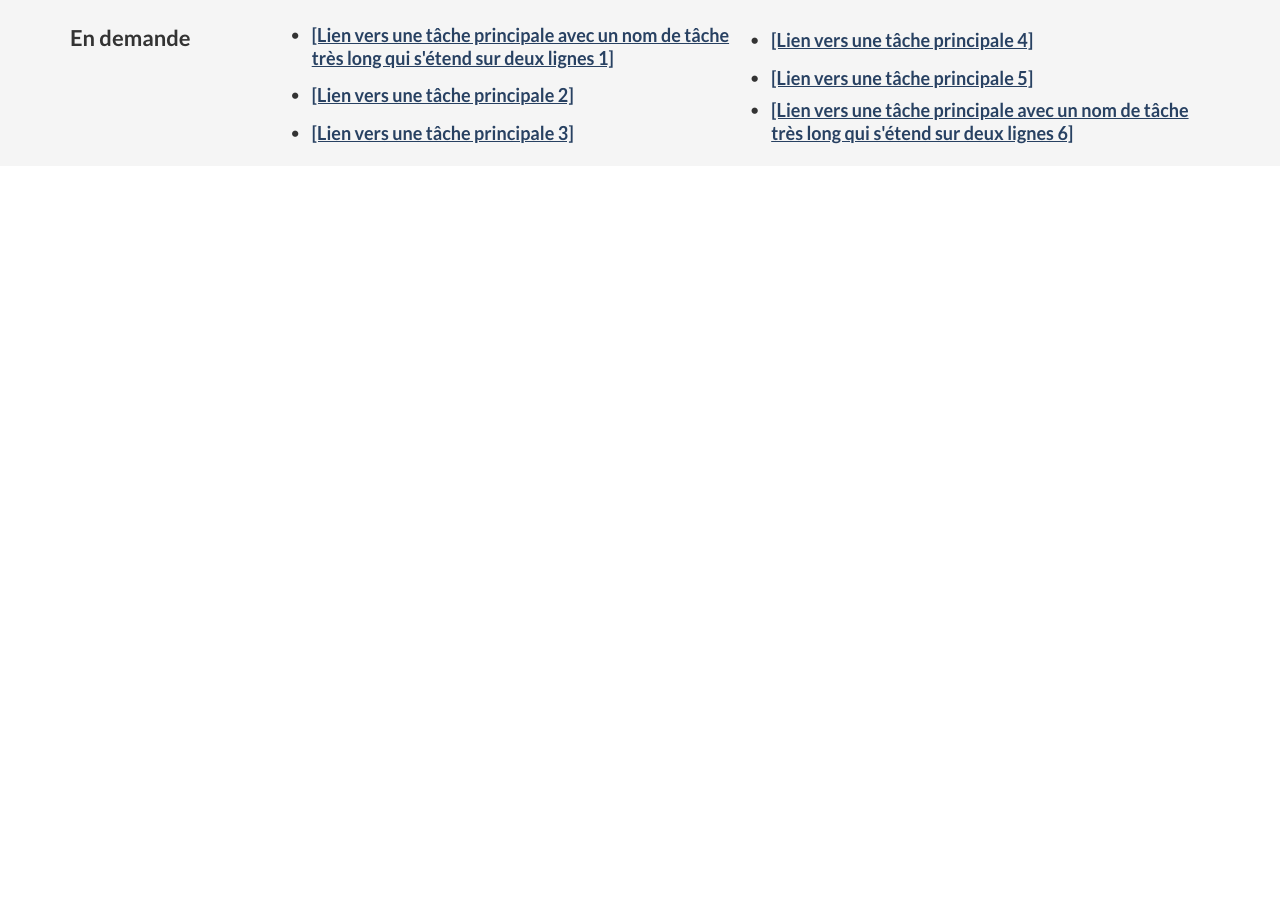 En demande
[Lien vers une tâche principale avec un nom de tâche
très long qui s'étend sur deux lignes 1]
[Lien vers une tâche principale 2]
[Lien vers une tâche principale 3]
[Lien vers une tâche principale 4]
[Lien vers une tâche principale 5]
[Lien vers une tâche principale avec un nom de tâche
très long qui s'étend sur deux lignes 6]